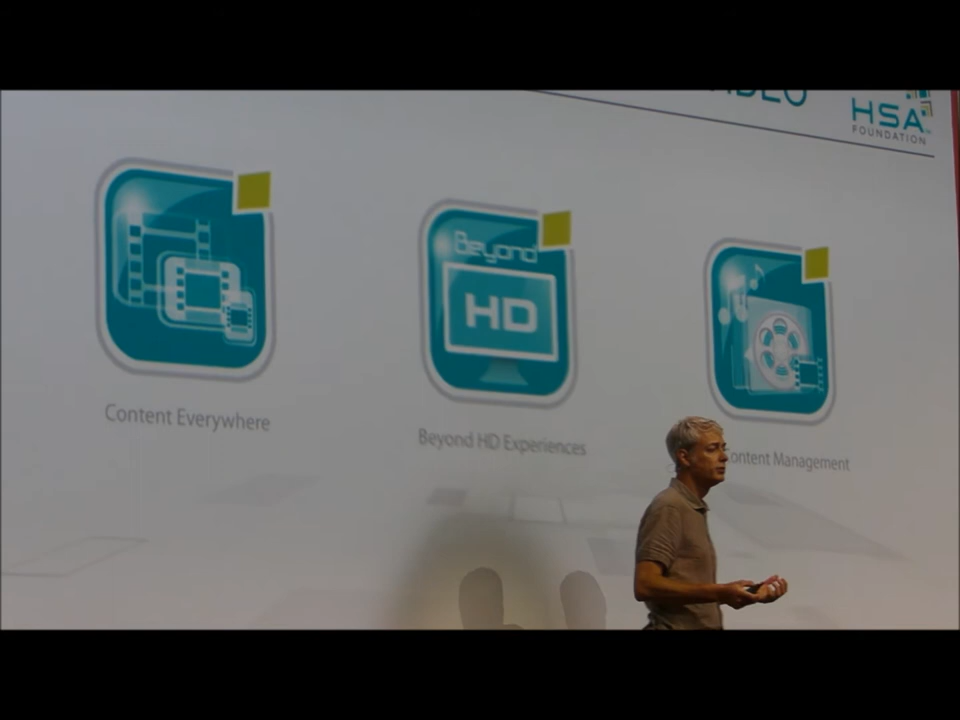 HSA
FOUNDATION
Beyond
HD
Content Everywhere
Beyond HD Experiences
Content Management